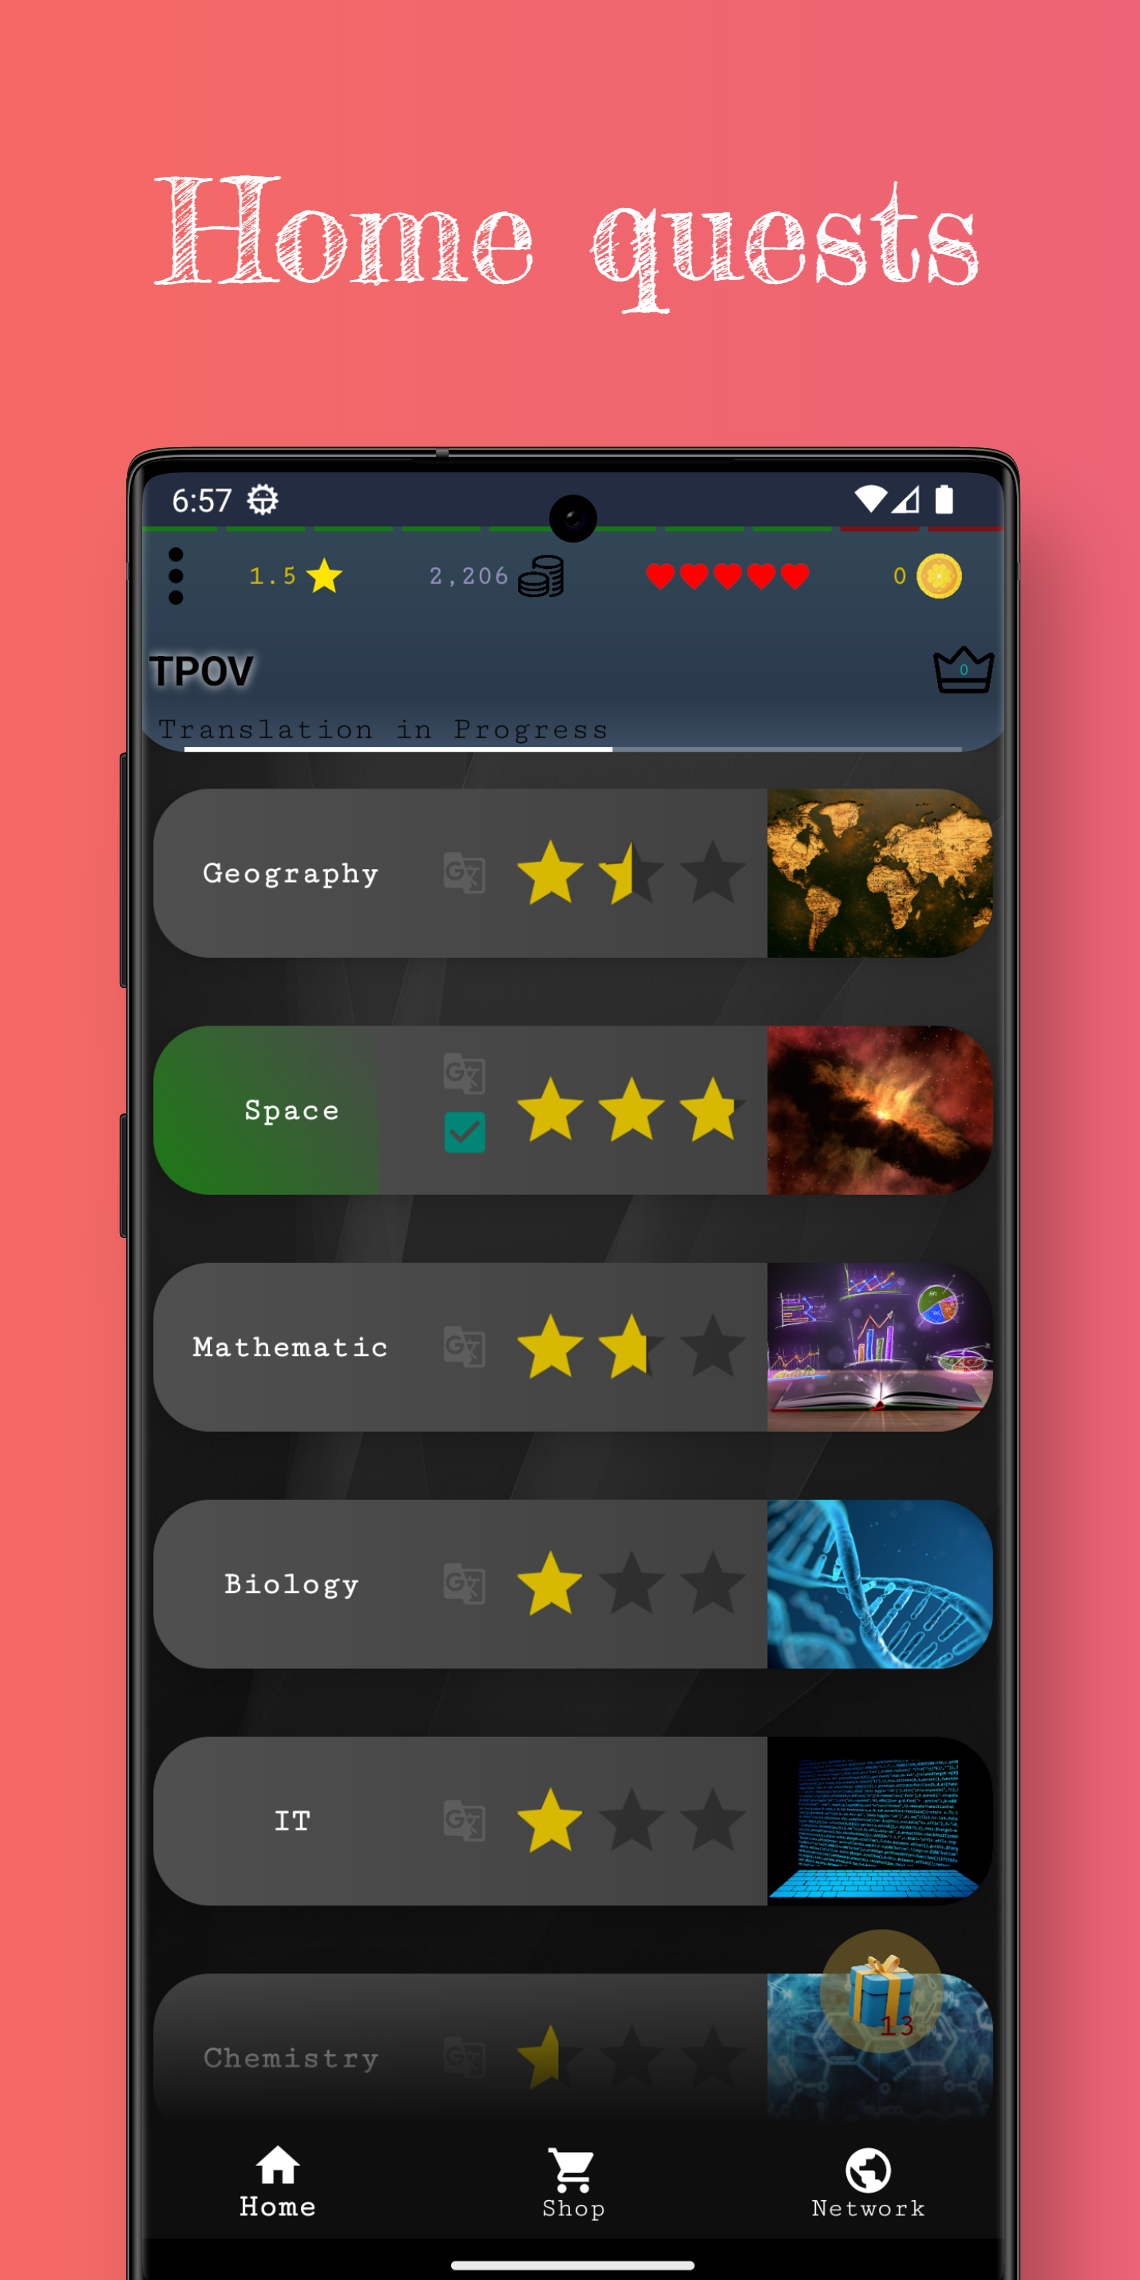 Home quests
6:57
1.5
2,206
0
TPOV
0
Translation in Progress
Geography
Space
Mathematic
Biology
IT
Chemistry
13
Home
Shop
Network